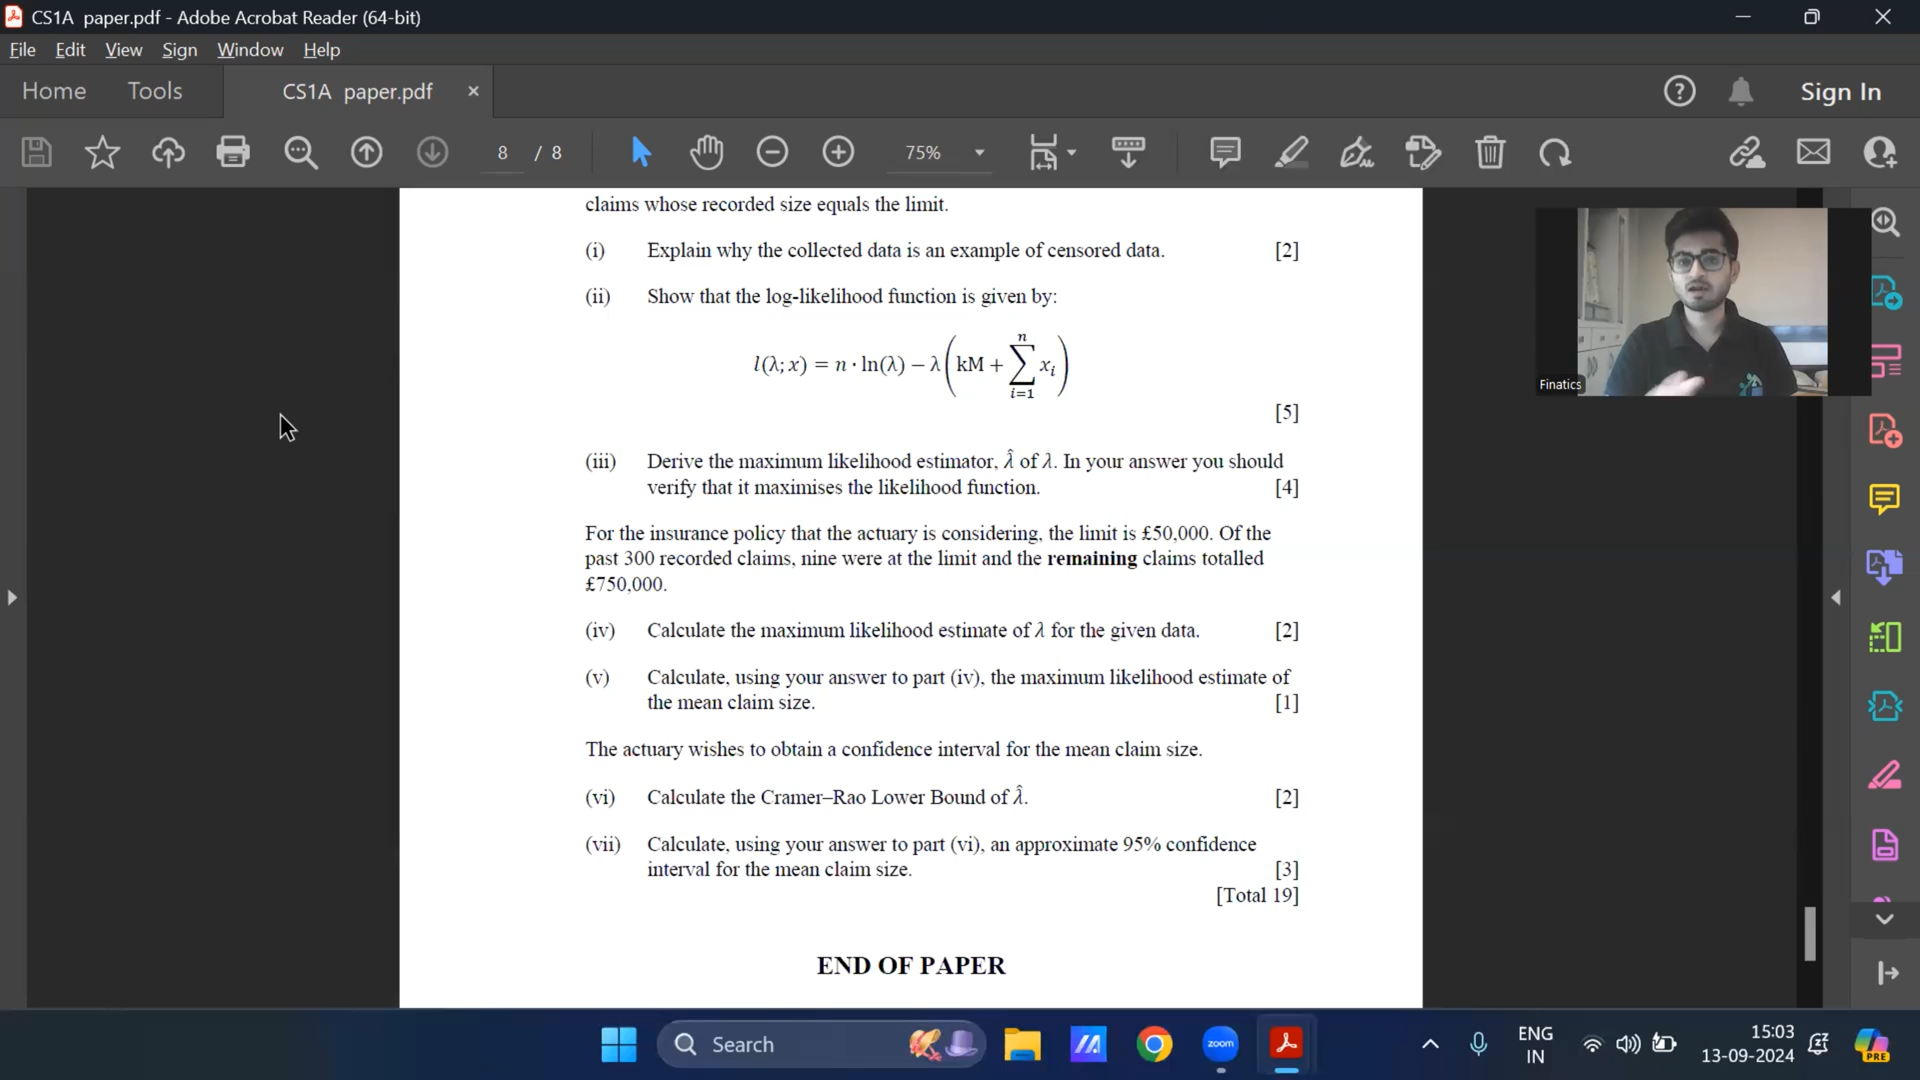 CS1A paper.pdf - Adobe Acrobat Reader (64-bit)
File Edit View Sign Window Help
Home Tools CS1A paper.pdf × Sign In
8 / 8 75%
claims whose recorded size equals the limit.
(i) Explain why the collected data is an example of censored data. [2]
(ii) Show that the log-likelihood function is given by:
l(λ; x) = n · ln(λ) − λ(kM + ∑_{i=1}^{n} x_i)
[5]
(iii) Derive the maximum likelihood estimator, λ̂ of λ. In your answer you should
verify that it maximises the likelihood function. [4]
For the insurance policy that the actuary is considering, the limit is £50,000. Of the
past 300 recorded claims, nine were at the limit and the remaining claims totalled
£750,000.
(iv) Calculate the maximum likelihood estimate of λ for the given data. [2]
(v) Calculate, using your answer to part (iv), the maximum likelihood estimate of
the mean claim size. [1]
The actuary wishes to obtain a confidence interval for the mean claim size.
(vi) Calculate the Cramer–Rao Lower Bound of λ̂. [2]
(vii) Calculate, using your answer to part (vi), an approximate 95% confidence
interval for the mean claim size. [3]
[Total 19]
END OF PAPER
Finatics
Search
zoom
ENG
IN
15:03
13-09-2024
PRE